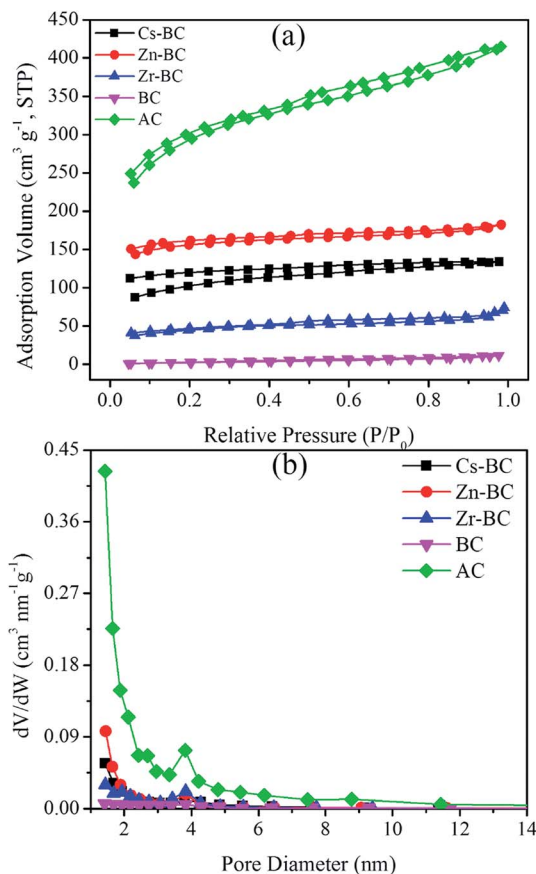 (a)
Cs-BC
Zn-BC
Zr-BC
BC
AC
Adsorption Volume (cm³ g⁻¹, STP)
450
400
350
300
250
200
150
100
50
0
0.0 0.2 0.4 0.6 0.8 1.0
Relative Pressure (P/P₀)
(b)
Cs-BC
Zn-BC
Zr-BC
BC
AC
dV/dW (cm³ nm⁻¹g⁻¹)
0.45
0.36
0.27
0.18
0.09
0.00
2 4 6 8 10 12 14
Pore Diameter (nm)